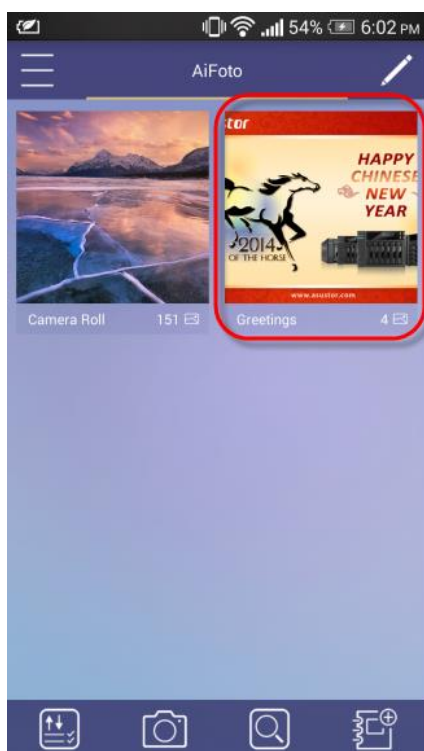 54% 6:02 PM
AiFoto
stor
HAPPY
CHINESE
NEW
YEAR
2014
OF THE HORSE
www.asustor.com
Camera Roll 151
Greetings 4